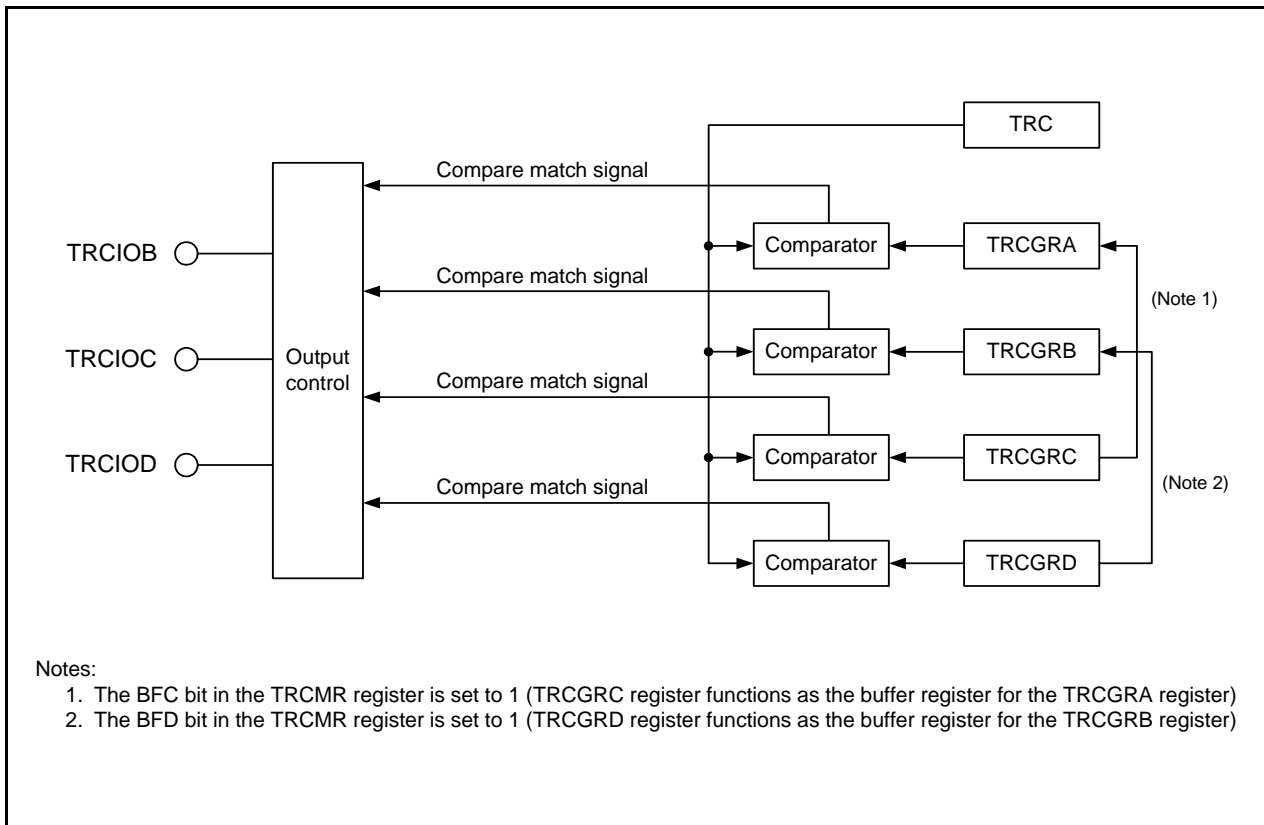 TRC
Compare match signal
TRCIOB
Comparator
TRCGRA
Compare match signal
(Note 1)
TRCIOC
Output
control
Comparator
TRCGRB
Compare match signal
TRCIOD
Comparator
TRCGRC
Compare match signal
(Note 2)
Comparator
TRCGRD
Notes:
1. The BFC bit in the TRCMR register is set to 1 (TRCGRC register functions as the buffer register for the TRCGRA register)
2. The BFD bit in the TRCMR register is set to 1 (TRCGRD register functions as the buffer register for the TRCGRB register)